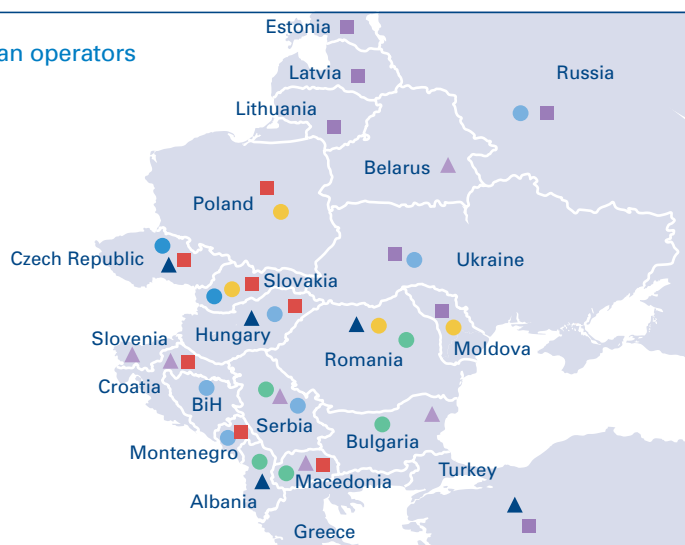 Estonia
an operators
Latvia
Russia
Lithuania
Belarus
Poland
Czech Republic
Ukraine
Slovakia
Slovenia
Hungary
Moldova
Romania
Croatia
BiH
Serbia
Bulgaria
Montenegro
Turkey
Macedonia
Albania
Greece